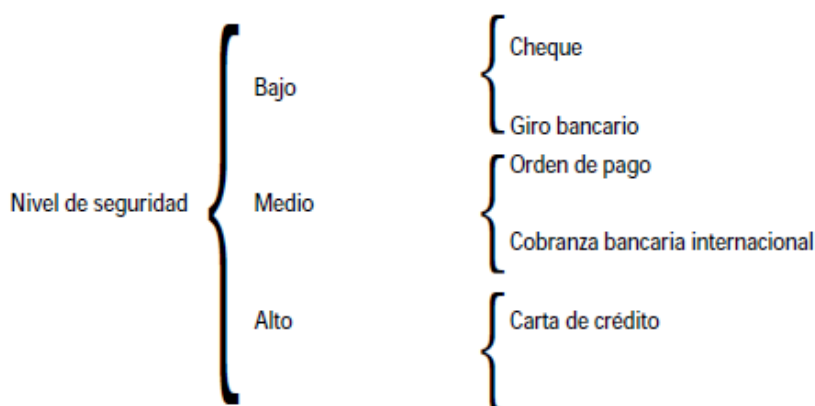 Cheque
Bajo
Giro bancario
Orden de pago
Nivel de seguridad
Medio
Cobranza bancaria internacional
Alto
Carta de crédito